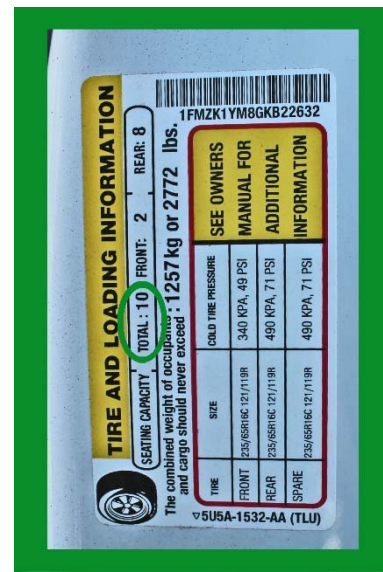 TIRE AND LOADING INFORMATION
SEATING CAPACITY TOTAL : 10 FRONT: 2 REAR: 8
The combined weight of occupants : 1257kg or 2772 lbs.
and cargo should never exceed
1FMZK1YM8GKB22632
TIRE SIZE COLD TIRE PRESSURE SEE OWNERS
FRONT 235/65R16C 121/119R 340 KPA, 49 PSI MANUAL FOR
REAR 235/65R16C 121/119R 490 KPA, 71 PSI ADDITIONAL
SPARE 235/65R16C 121/119R 490 KPA, 71 PSI INFORMATION
▽5U5A-1532-AA (TLU)